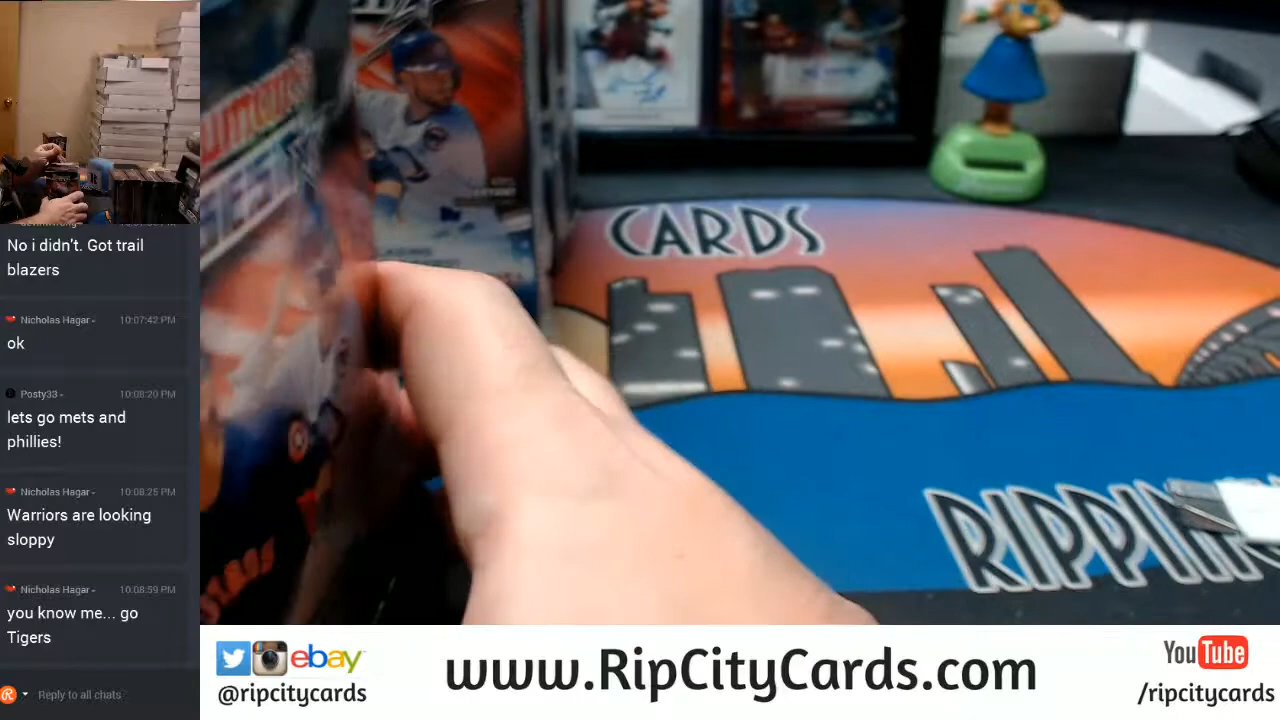 No i didn't. Got trail
blazers
Nicholas Hagar - 10:07:42 PM
ok
Posty33 - 10:08:20 PM
lets go mets and
phillies!
Nicholas Hagar - 10:08:25 PM
Warriors are looking
sloppy
Nicholas Hagar - 10:08:59 PM
you know me... go
Tigers
Reply to all chats
CARDS
ebay
@ripcitycards
www.RipCityCards.com
YouTube
/ripcitycards